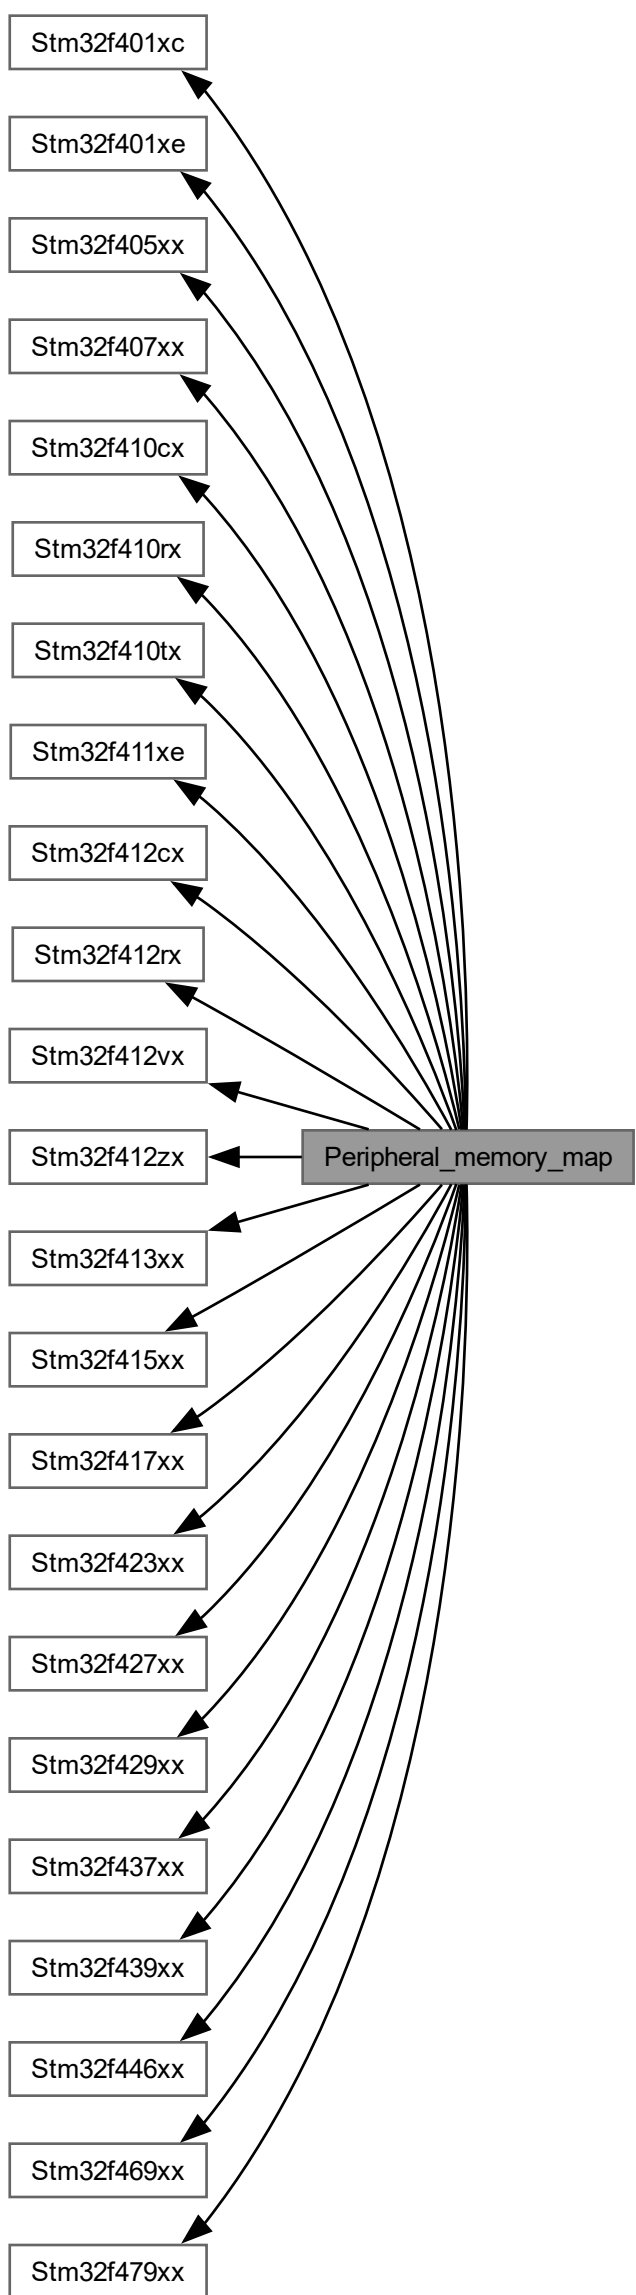 Stm32f401xc
Stm32f401xe
Stm32f405xx
Stm32f407xx
Stm32f410cx
Stm32f410rx
Stm32f410tx
Stm32f411xe
Stm32f412cx
Stm32f412rx
Stm32f412vx
Stm32f412zx
Peripheral_memory_map
Stm32f413xx
Stm32f415xx
Stm32f417xx
Stm32f423xx
Stm32f427xx
Stm32f429xx
Stm32f437xx
Stm32f439xx
Stm32f446xx
Stm32f469xx
Stm32f479xx